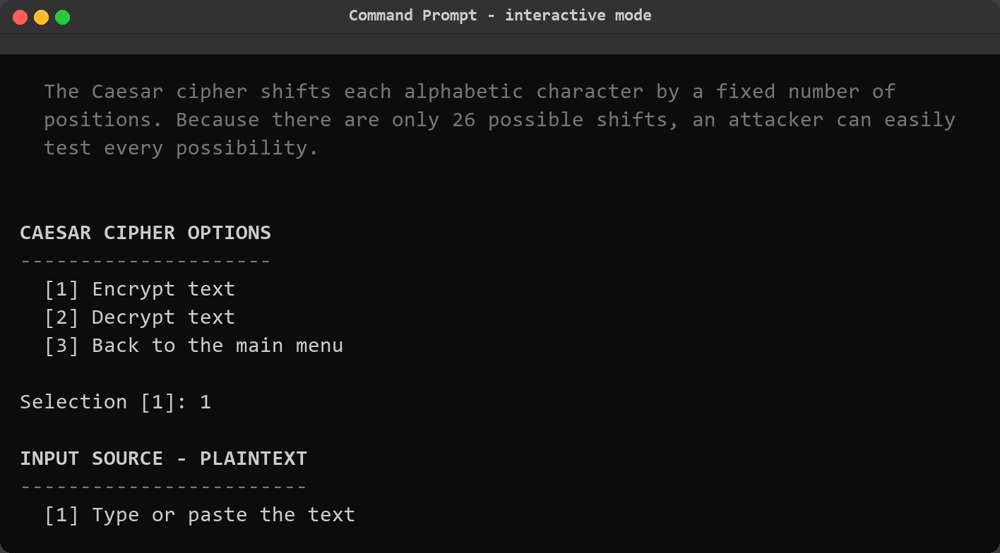 Command Prompt - interactive mode
The Caesar cipher shifts each alphabetic character by a fixed number of
positions. Because there are only 26 possible shifts, an attacker can easily
test every possibility.
CAESAR CIPHER OPTIONS
---------------------
[1] Encrypt text
[2] Decrypt text
[3] Back to the main menu
Selection [1]: 1
INPUT SOURCE - PLAINTEXT
------------------------
[1] Type or paste the text